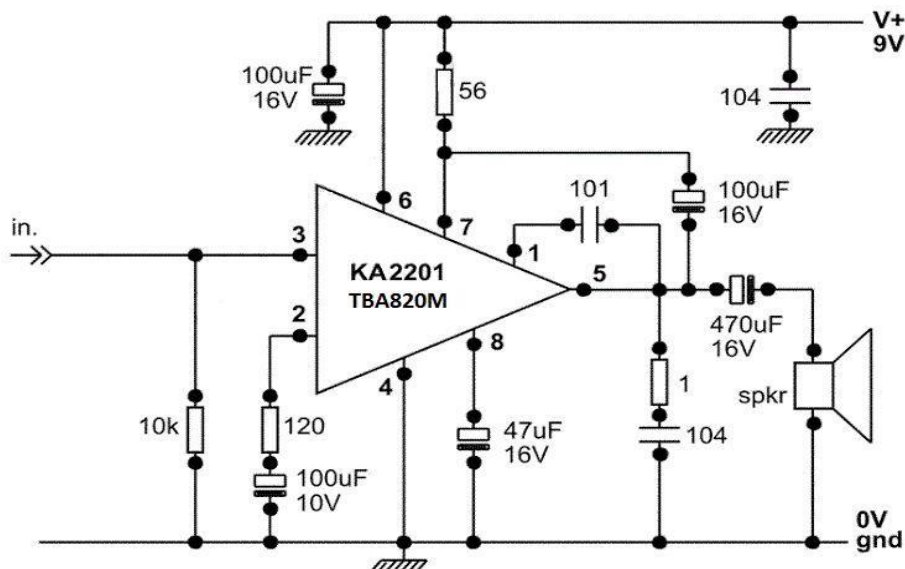 V+
9V
100uF
16V
56
104
6
7
101
100uF
16V
in.
3
1
KA2201
TBA820M
5
2
8
470uF
16V
4
1
spkr
10k
120
47uF
16V
104
100uF
10V
0V
gnd